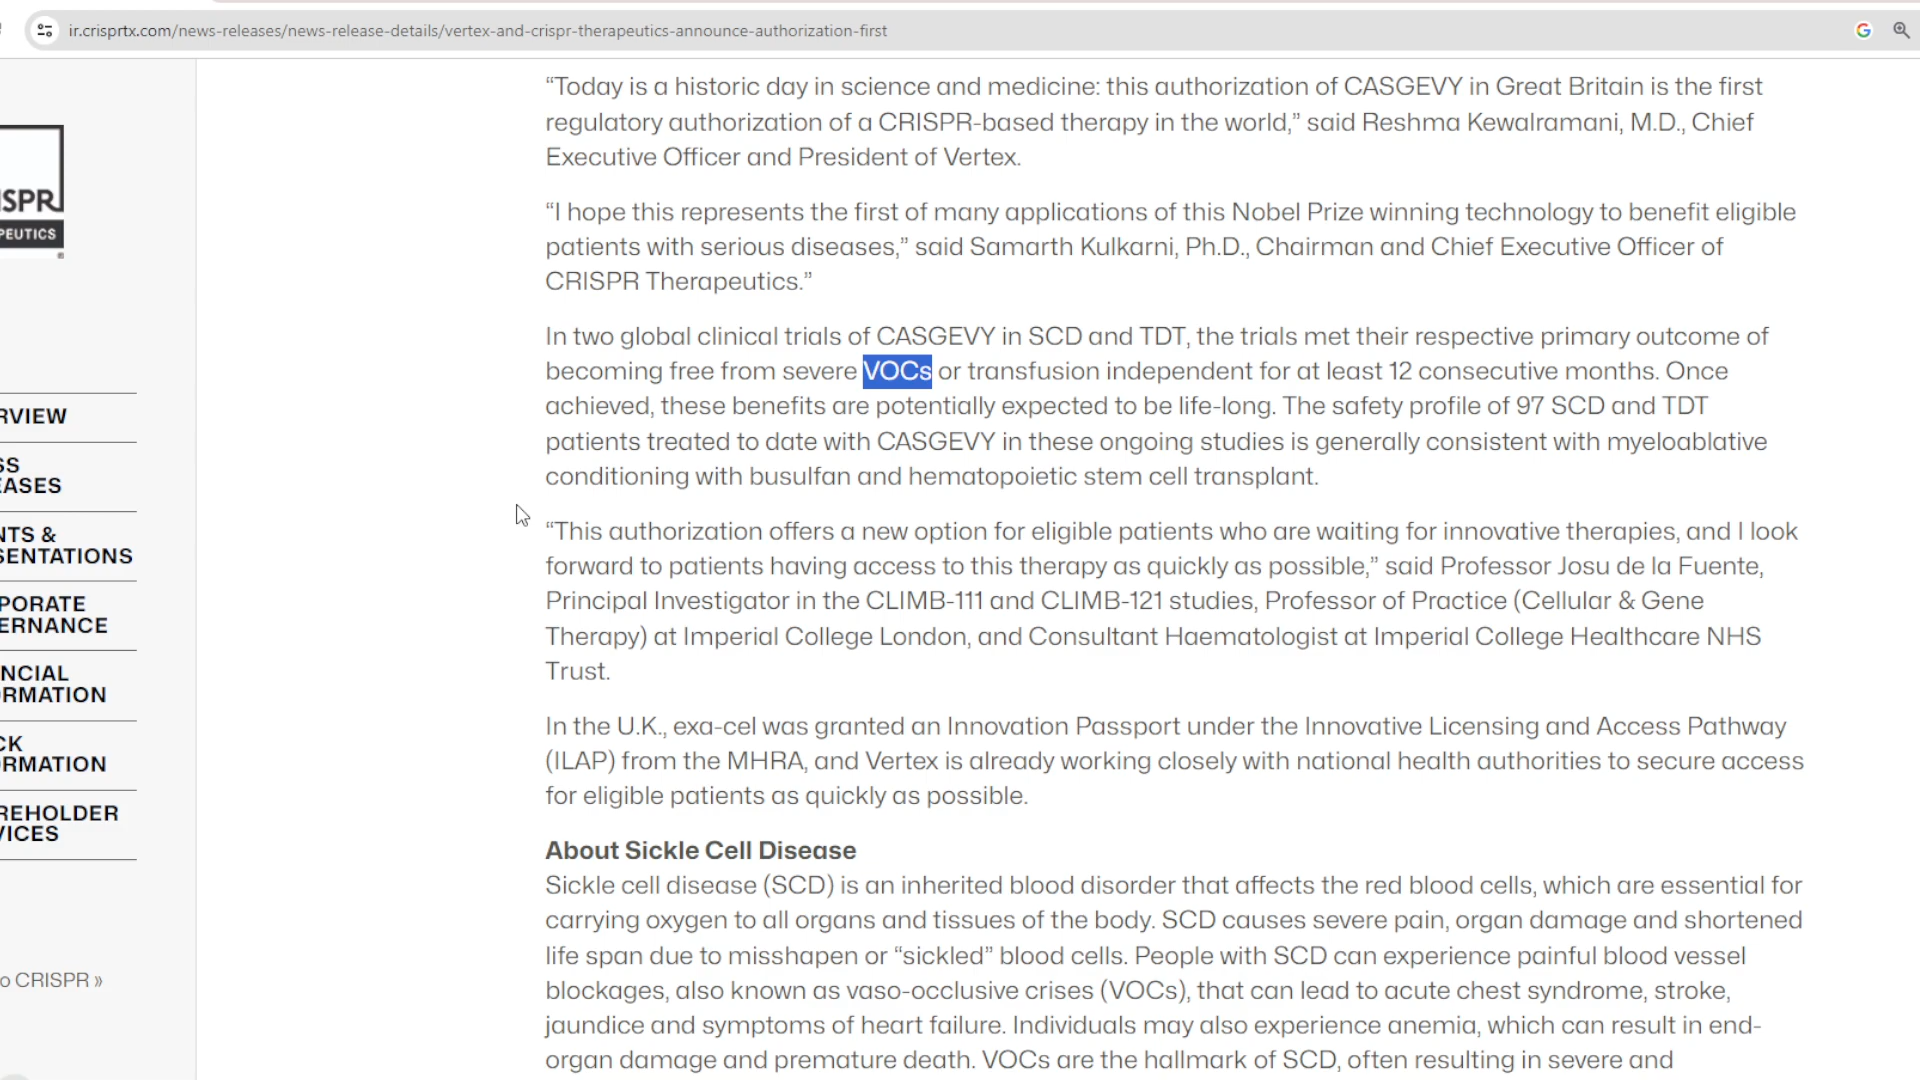 ir.crisprtx.com/news-releases/news-release-details/vertex-and-crispr-therapeutics-announce-authorization-first
ISPR
PEUTICS
RVIEW
SS
EASES
NTS &
SENTATIONS
PORATE
ERNANCE
NCIAL
ORMATION
CK
ORMATION
REHOLDER
VICES
o CRISPR »
“Today is a historic day in science and medicine: this authorization of CASGEVY in Great Britain is the first
regulatory authorization of a CRISPR-based therapy in the world,” said Reshma Kewalramani, M.D., Chief
Executive Officer and President of Vertex.
“I hope this represents the first of many applications of this Nobel Prize winning technology to benefit eligible
patients with serious diseases,” said Samarth Kulkarni, Ph.D., Chairman and Chief Executive Officer of
CRISPR Therapeutics.”
In two global clinical trials of CASGEVY in SCD and TDT, the trials met their respective primary outcome of
becoming free from severe VOCs or transfusion independent for at least 12 consecutive months. Once
achieved, these benefits are potentially expected to be life-long. The safety profile of 97 SCD and TDT
patients treated to date with CASGEVY in these ongoing studies is generally consistent with myeloablative
conditioning with busulfan and hematopoietic stem cell transplant.
“This authorization offers a new option for eligible patients who are waiting for innovative therapies, and I look
forward to patients having access to this therapy as quickly as possible,” said Professor Josu de la Fuente,
Principal Investigator in the CLIMB-111 and CLIMB-121 studies, Professor of Practice (Cellular & Gene
Therapy) at Imperial College London, and Consultant Haematologist at Imperial College Healthcare NHS
Trust.
In the U.K., exa-cel was granted an Innovation Passport under the Innovative Licensing and Access Pathway
(ILAP) from the MHRA, and Vertex is already working closely with national health authorities to secure access
for eligible patients as quickly as possible.
About Sickle Cell Disease
Sickle cell disease (SCD) is an inherited blood disorder that affects the red blood cells, which are essential for
carrying oxygen to all organs and tissues of the body. SCD causes severe pain, organ damage and shortened
life span due to misshapen or “sickled” blood cells. People with SCD can experience painful blood vessel
blockages, also known as vaso-occlusive crises (VOCs), that can lead to acute chest syndrome, stroke,
jaundice and symptoms of heart failure. Individuals may also experience anemia, which can result in end-
organ damage and premature death. VOCs are the hallmark of SCD, often resulting in severe and